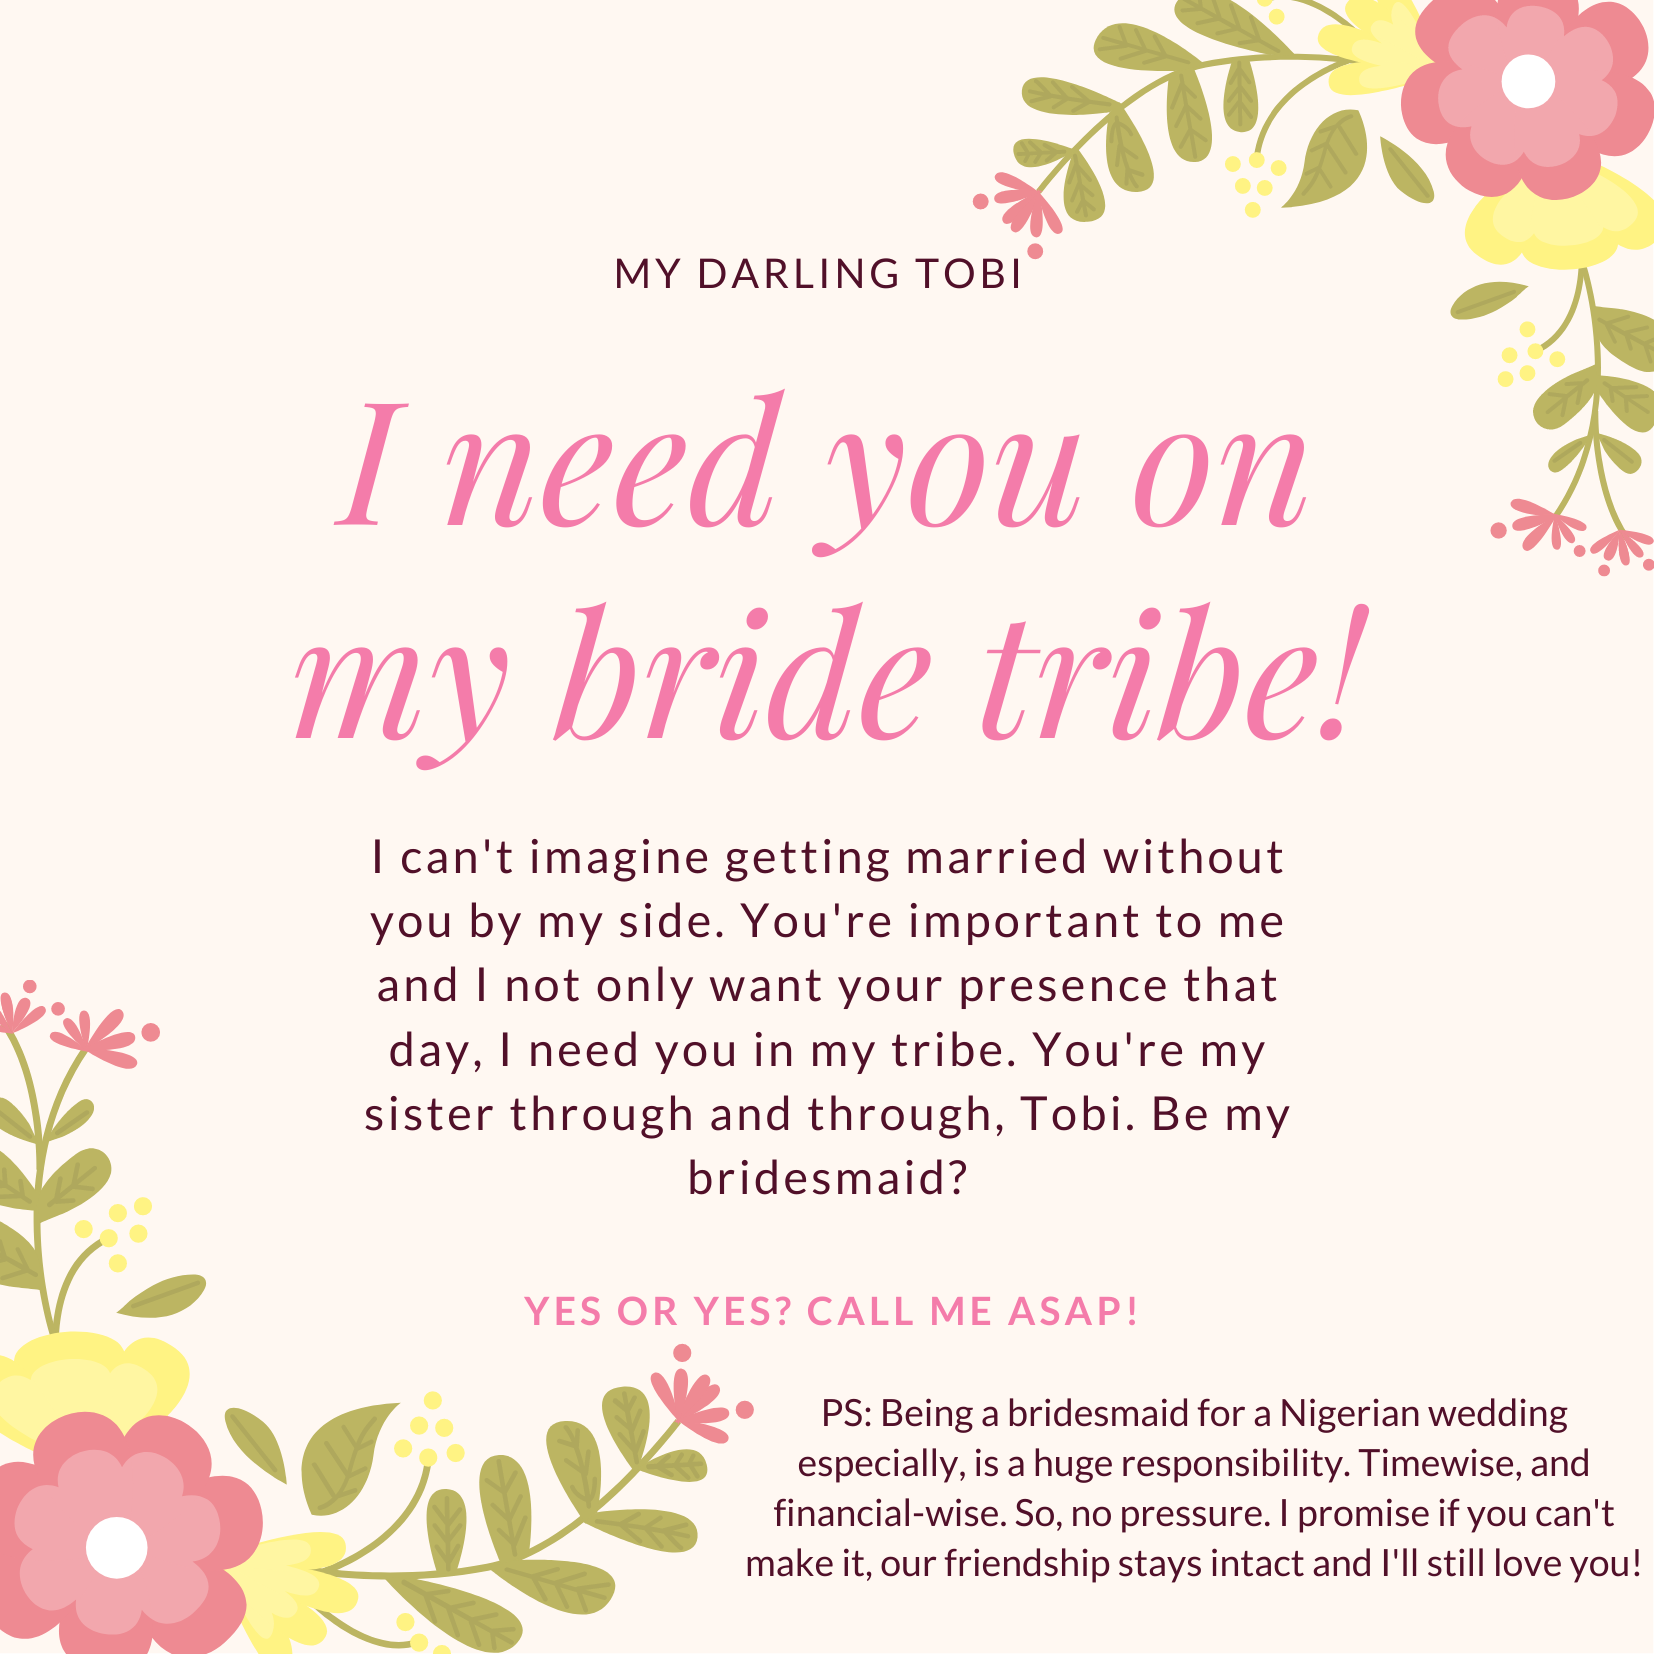 MY DARLING TOBI
I need you on
my bride tribe!
I can't imagine getting married without
you by my side. You're important to me
and I not only want your presence that
day, I need you in my tribe. You're my
sister through and through, Tobi. Be my
bridesmaid?
YES OR YES? CALL ME ASAP!
PS: Being a bridesmaid for a Nigerian wedding
especially, is a huge responsibility. Timewise, and
financial-wise. So, no pressure. I promise if you can't
make it, our friendship stays intact and I'll still love you!